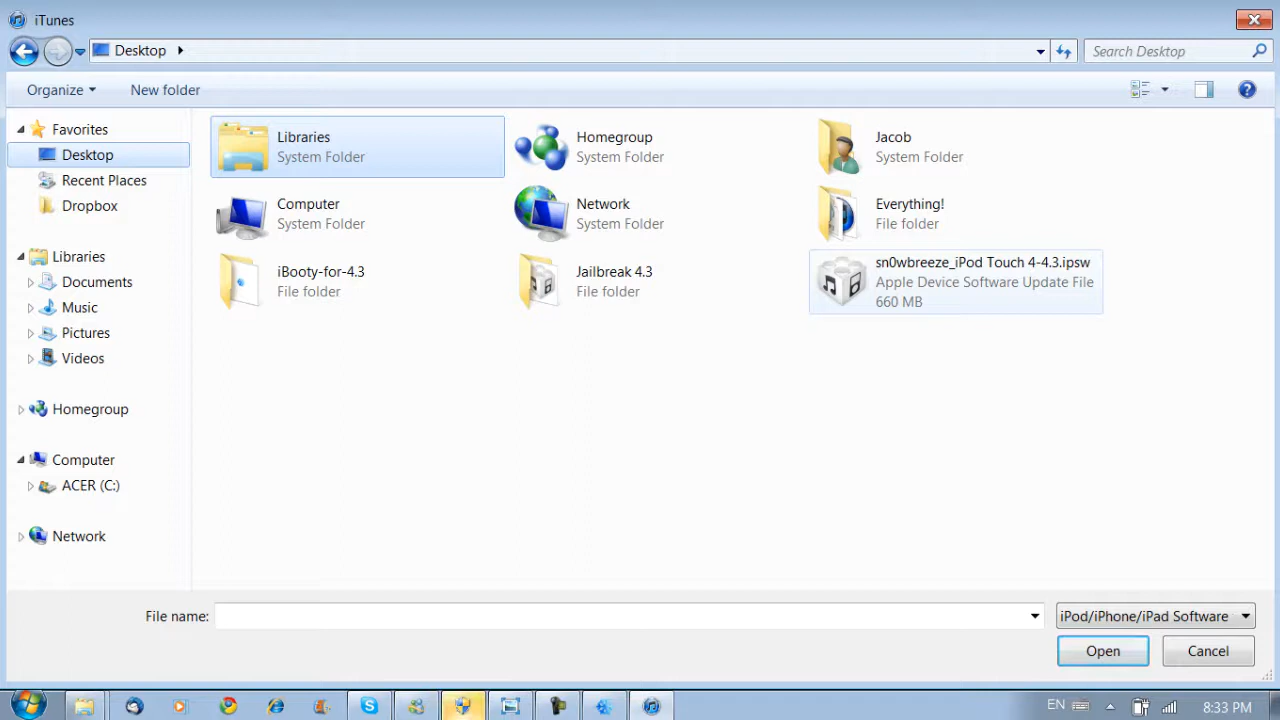 iTunes
Desktop
Search Desktop
Organize
New folder
Favorites
Desktop
Recent Places
Dropbox
Libraries
Documents
Music
Pictures
Videos
Homegroup
Computer
ACER (C:)
Network
Libraries
System Folder
Homegroup
System Folder
Jacob
System Folder
Computer
System Folder
Network
System Folder
Everything!
File folder
iBooty-for-4.3
File folder
Jailbreak 4.3
File folder
sn0wbreeze_iPod Touch 4-4.3.ipsw
Apple Device Software Update File
660 MB
File name:
iPod/iPhone/iPad Software
Open
Cancel
EN
8:33 PM